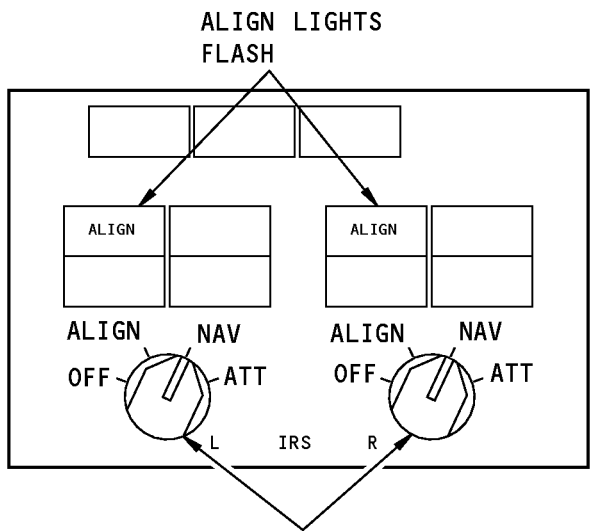 ALIGN LIGHTS
FLASH
ALIGN ALIGN
ALIGN NAV ALIGN NAV
OFF ATT OFF ATT
L IRS R